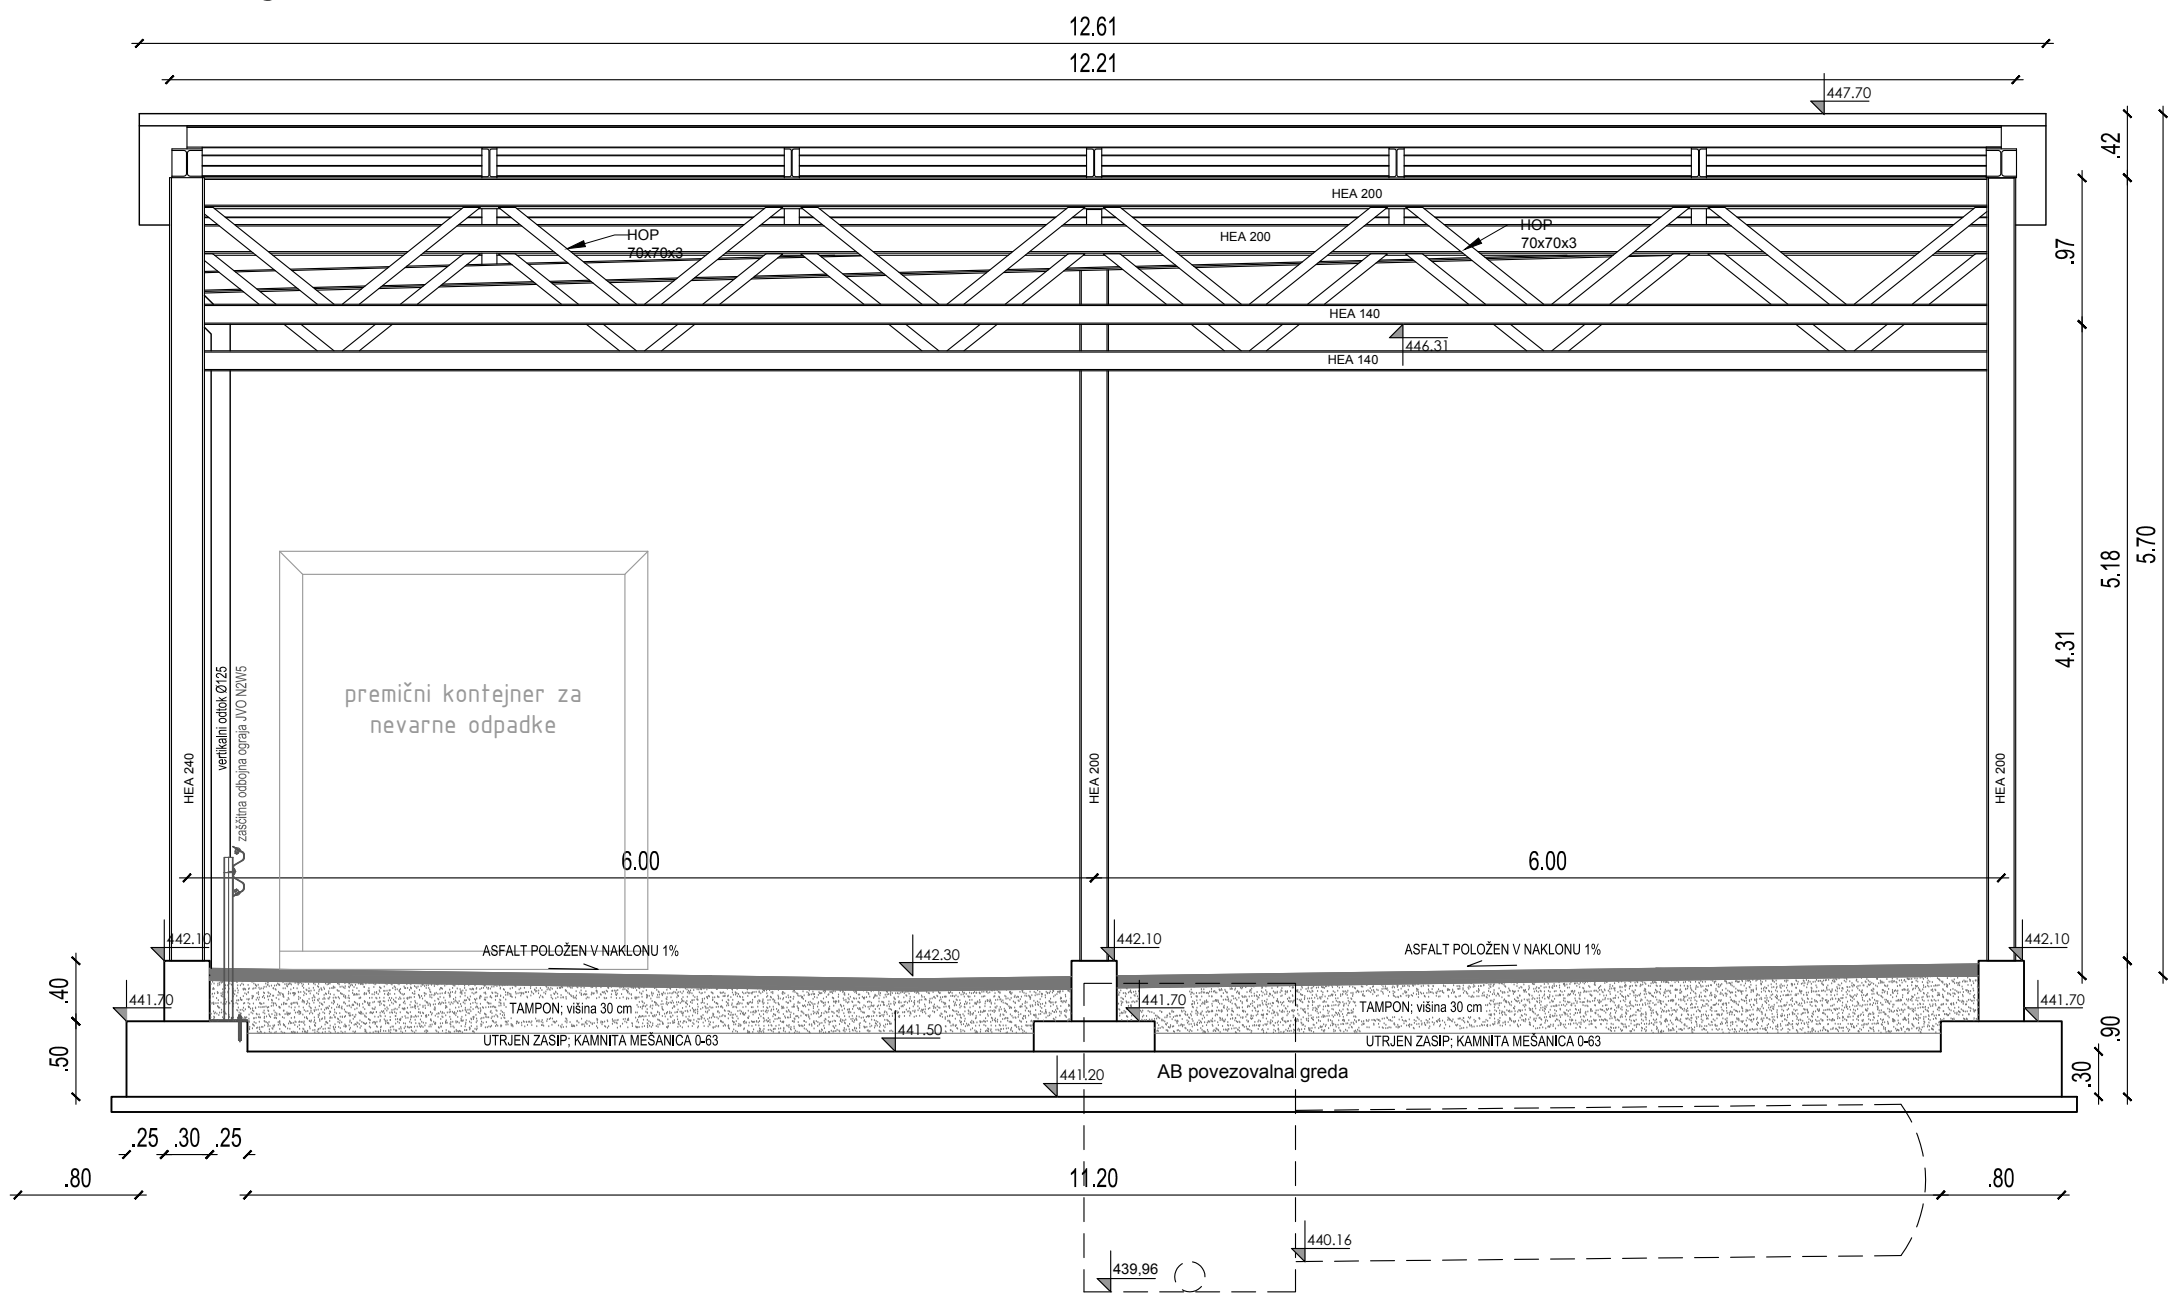 12.61
12.21
447.70
.42
HEA 200
HOP
70x70x3
HEA 200
HOP
70x70x3
.97
HEA 140
446.31
HEA 140
5.70
5.18
4.31
premični kontejner za
nevarne odpadke
vertikalni odtok Ø125
zaščitna odbojna ograja JVO N2W5
HEA 240
HEA 200
HEA 200
6.00
6.00
442.10
ASFALT POLOŽEN V NAKLONU 1%
442.30
442.10
ASFALT POLOŽEN V NAKLONU 1%
442.10
.40
441.70
TAMPON; višina 30 cm
441.70
TAMPON; višina 30 cm
441.70
UTRJEN ZASIP; KAMNITA MEŠANICA 0-63
441.50
UTRJEN ZASIP; KAMNITA MEŠANICA 0-63
.90
.50
441.20
AB povezovalna greda
.30
.25
.30
.25
.80
11.20
.80
440.16
439,96